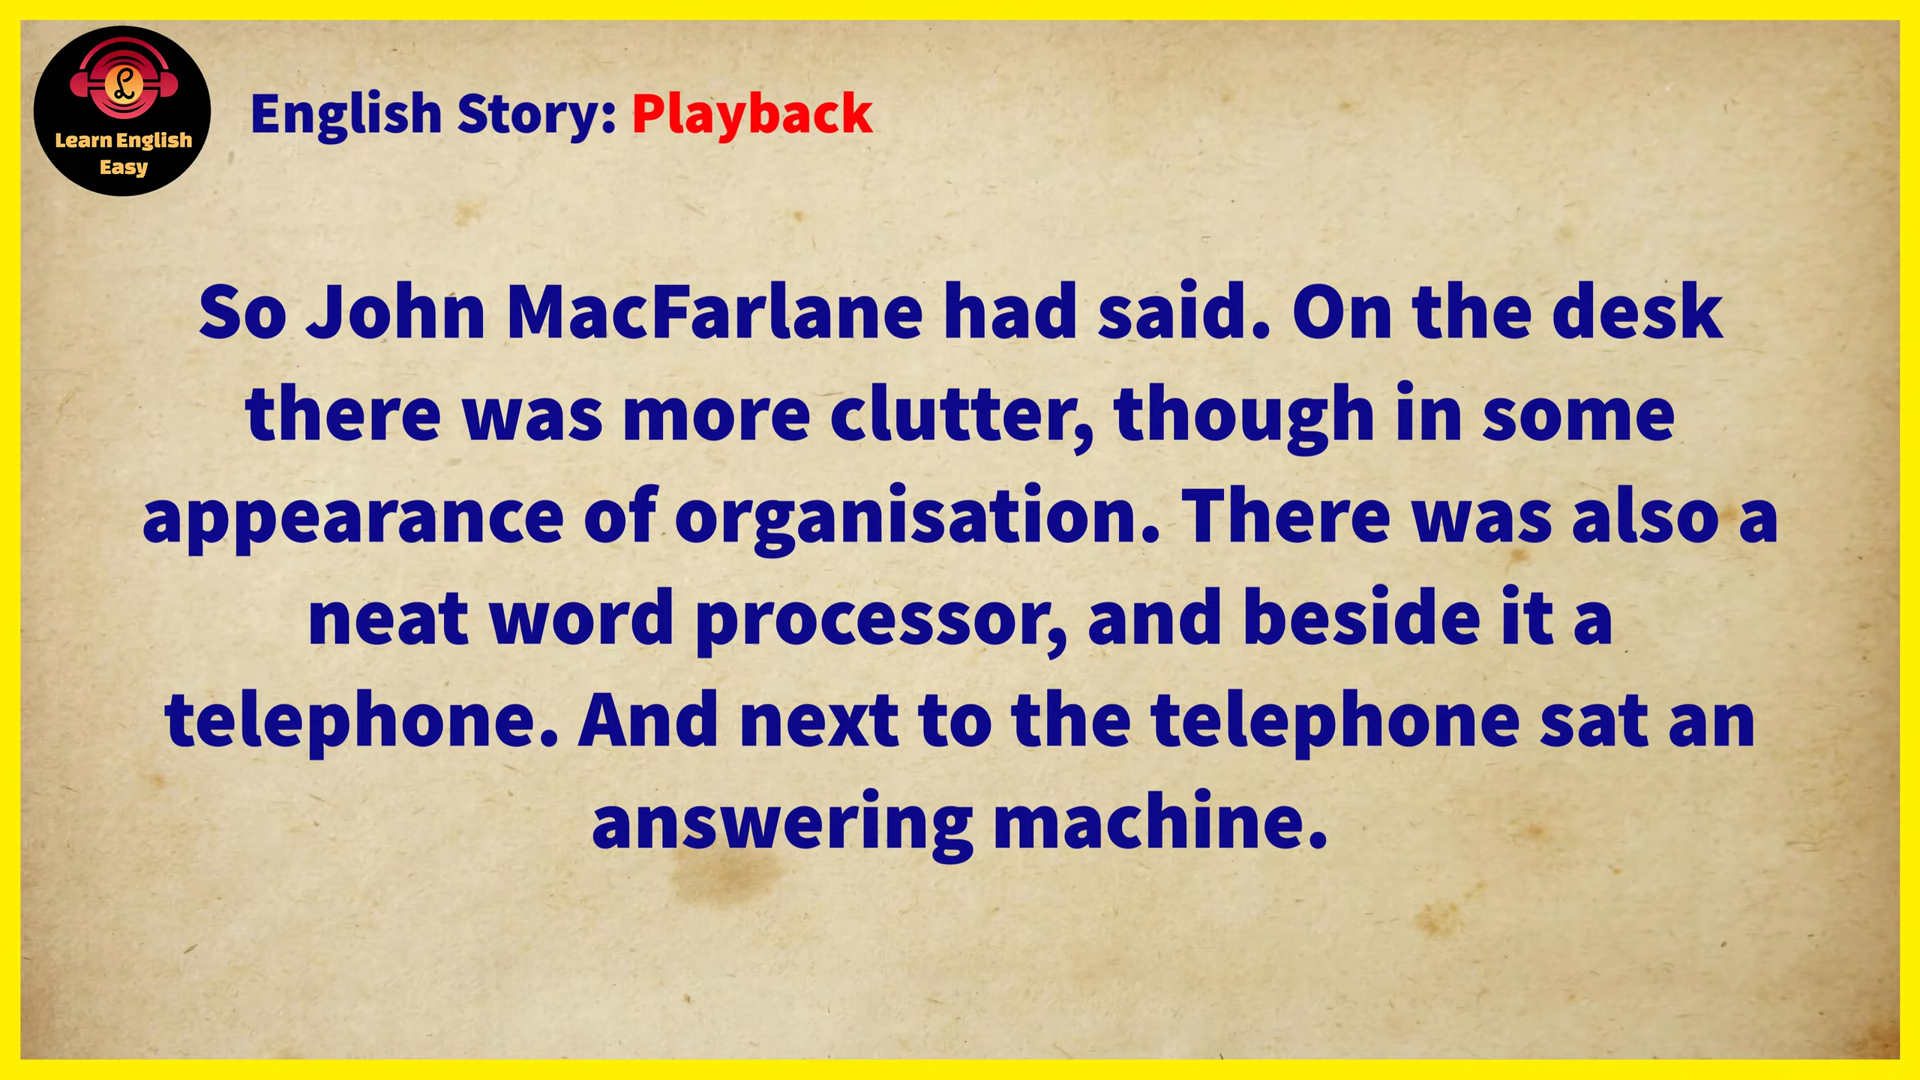 Learn English
Easy
English Story: Playback
So John MacFarlane had said. On the desk
there was more clutter, though in some
appearance of organisation. There was also a
neat word processor, and beside it a
telephone. And next to the telephone sat an
answering machine.